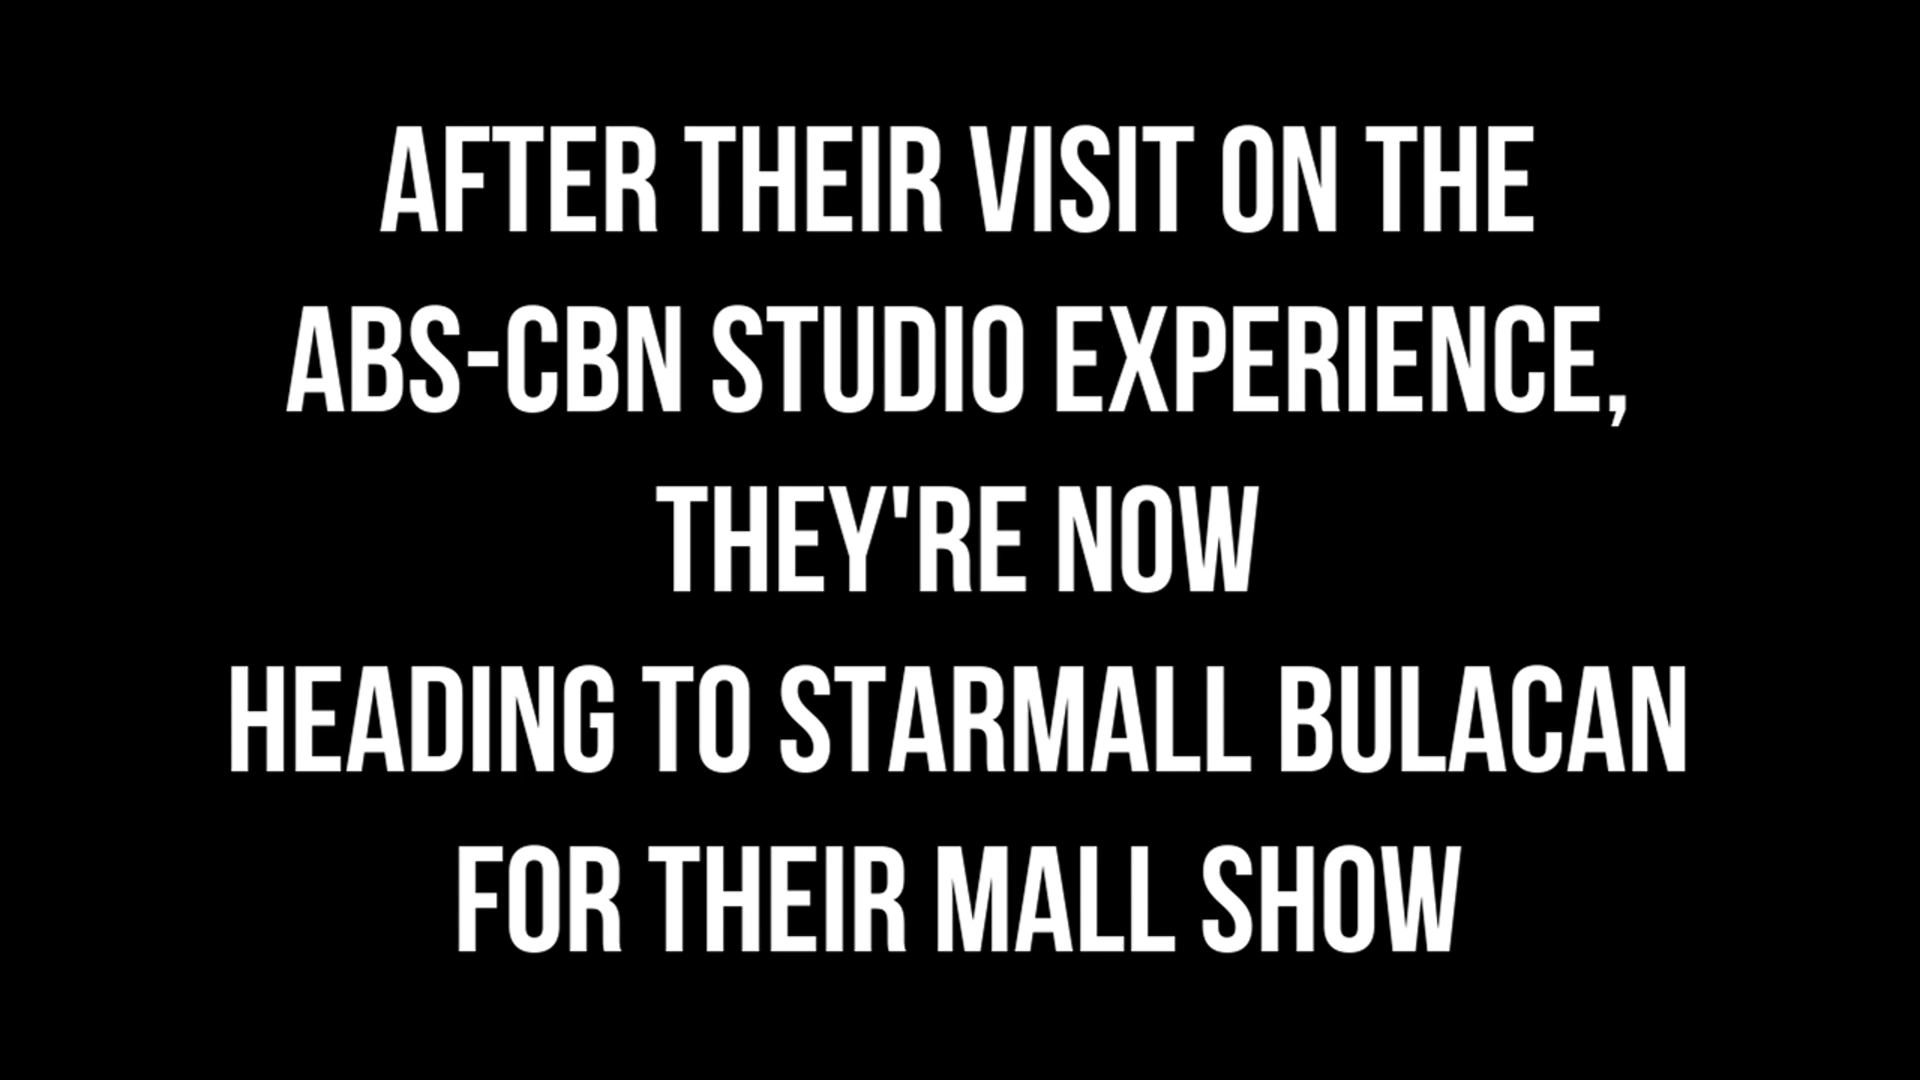 AFTER THEIR VISIT ON THE
ABS-CBN STUDIO EXPERIENCE,
THEY'RE NOW
HEADING TO STARMALL BULACAN
FOR THEIR MALL SHOW